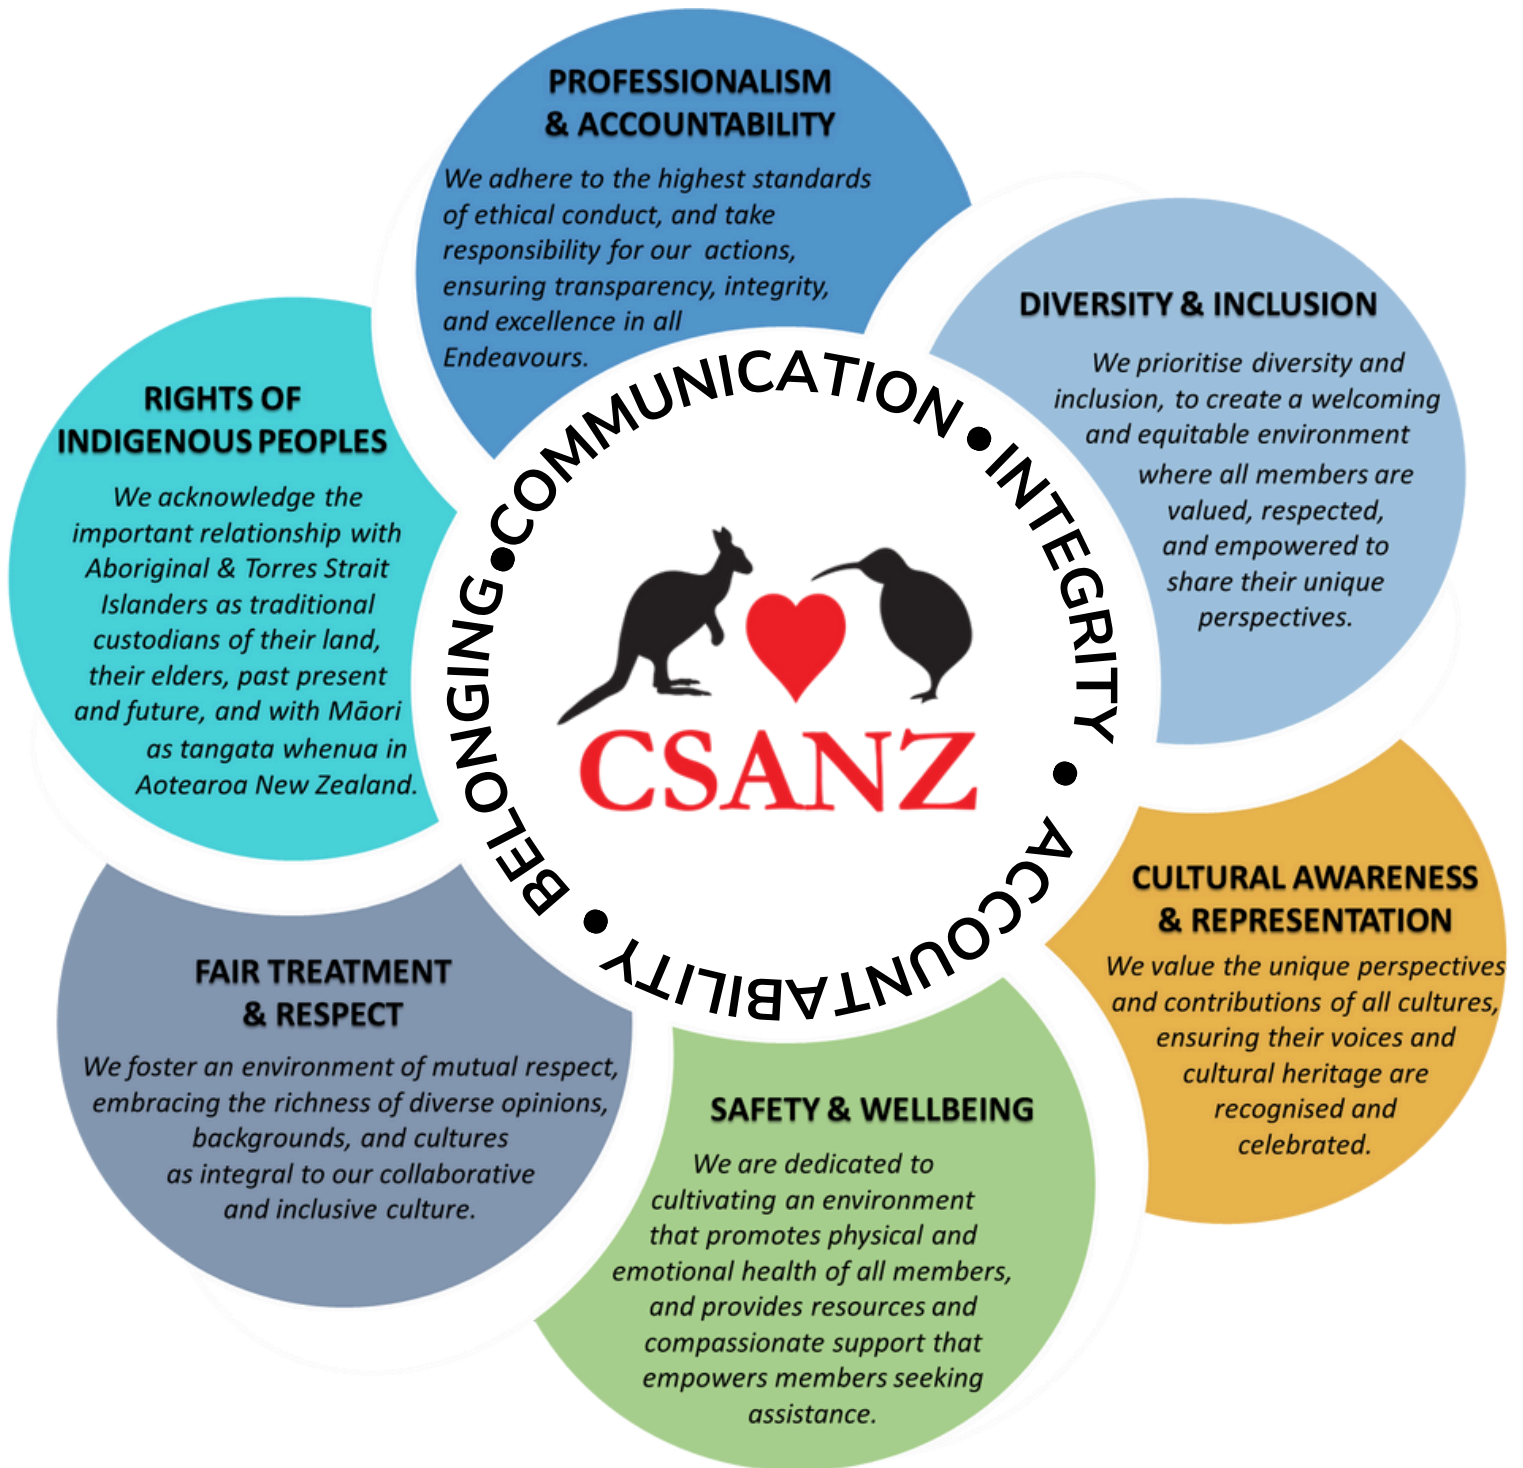 PROFESSIONALISM
& ACCOUNTABILITY
We adhere to the highest standards
of ethical conduct, and take
responsibility for our actions,
ensuring transparency, integrity,
and excellence in all
Endeavours.
DIVERSITY & INCLUSION
We prioritise diversity and
inclusion, to create a welcoming
and equitable environment
where all members are
valued, respected,
and empowered to
share their unique
perspectives.
CULTURAL AWARENESS
& REPRESENTATION
We value the unique perspectives
and contributions of all cultures,
ensuring their voices and
cultural heritage are
recognised and
celebrated.
SAFETY & WELLBEING
We are dedicated to
cultivating an environment
that promotes physical and
emotional health of all members,
and provides resources and
compassionate support that
empowers members seeking
assistance.
FAIR TREATMENT
& RESPECT
We foster an environment of mutual respect,
embracing the richness of diverse opinions,
backgrounds, and cultures
as integral to our collaborative
and inclusive culture.
RIGHTS OF
INDIGENOUS PEOPLES
We acknowledge the
important relationship with
Aboriginal & Torres Strait
Islanders as traditional
custodians of their land,
their elders, past present
and future, and with Māori
as tangata whenua in
Aotearoa New Zealand.
COMMUNICATION • INTEGRITY • ACCOUNTABILITY • BELONGING •
CSANZ